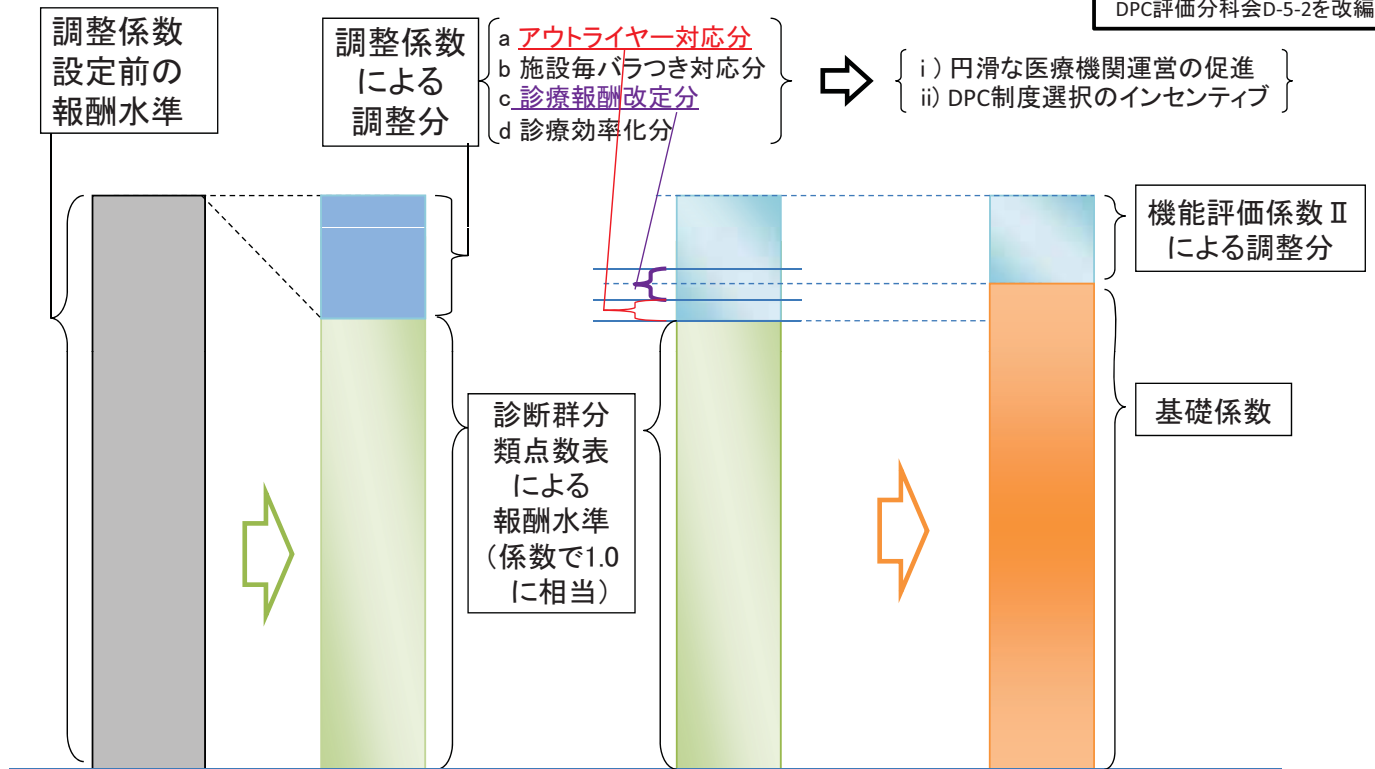 DPC評価分科会D-5-2を改編
調整係数
設定前の
報酬水準
調整係数
による
調整分
a アウトライヤー対応分
b 施設毎バラつき対応分
c 診療報酬改定分
d 診療効率化分
ⅰ) 円滑な医療機関運営の促進
ⅱ) DPC制度選択のインセンティブ
機能評価係数Ⅱ
による調整分
基礎係数
診断群分
類点数表
による
報酬水準
(係数で1.0
に相当)